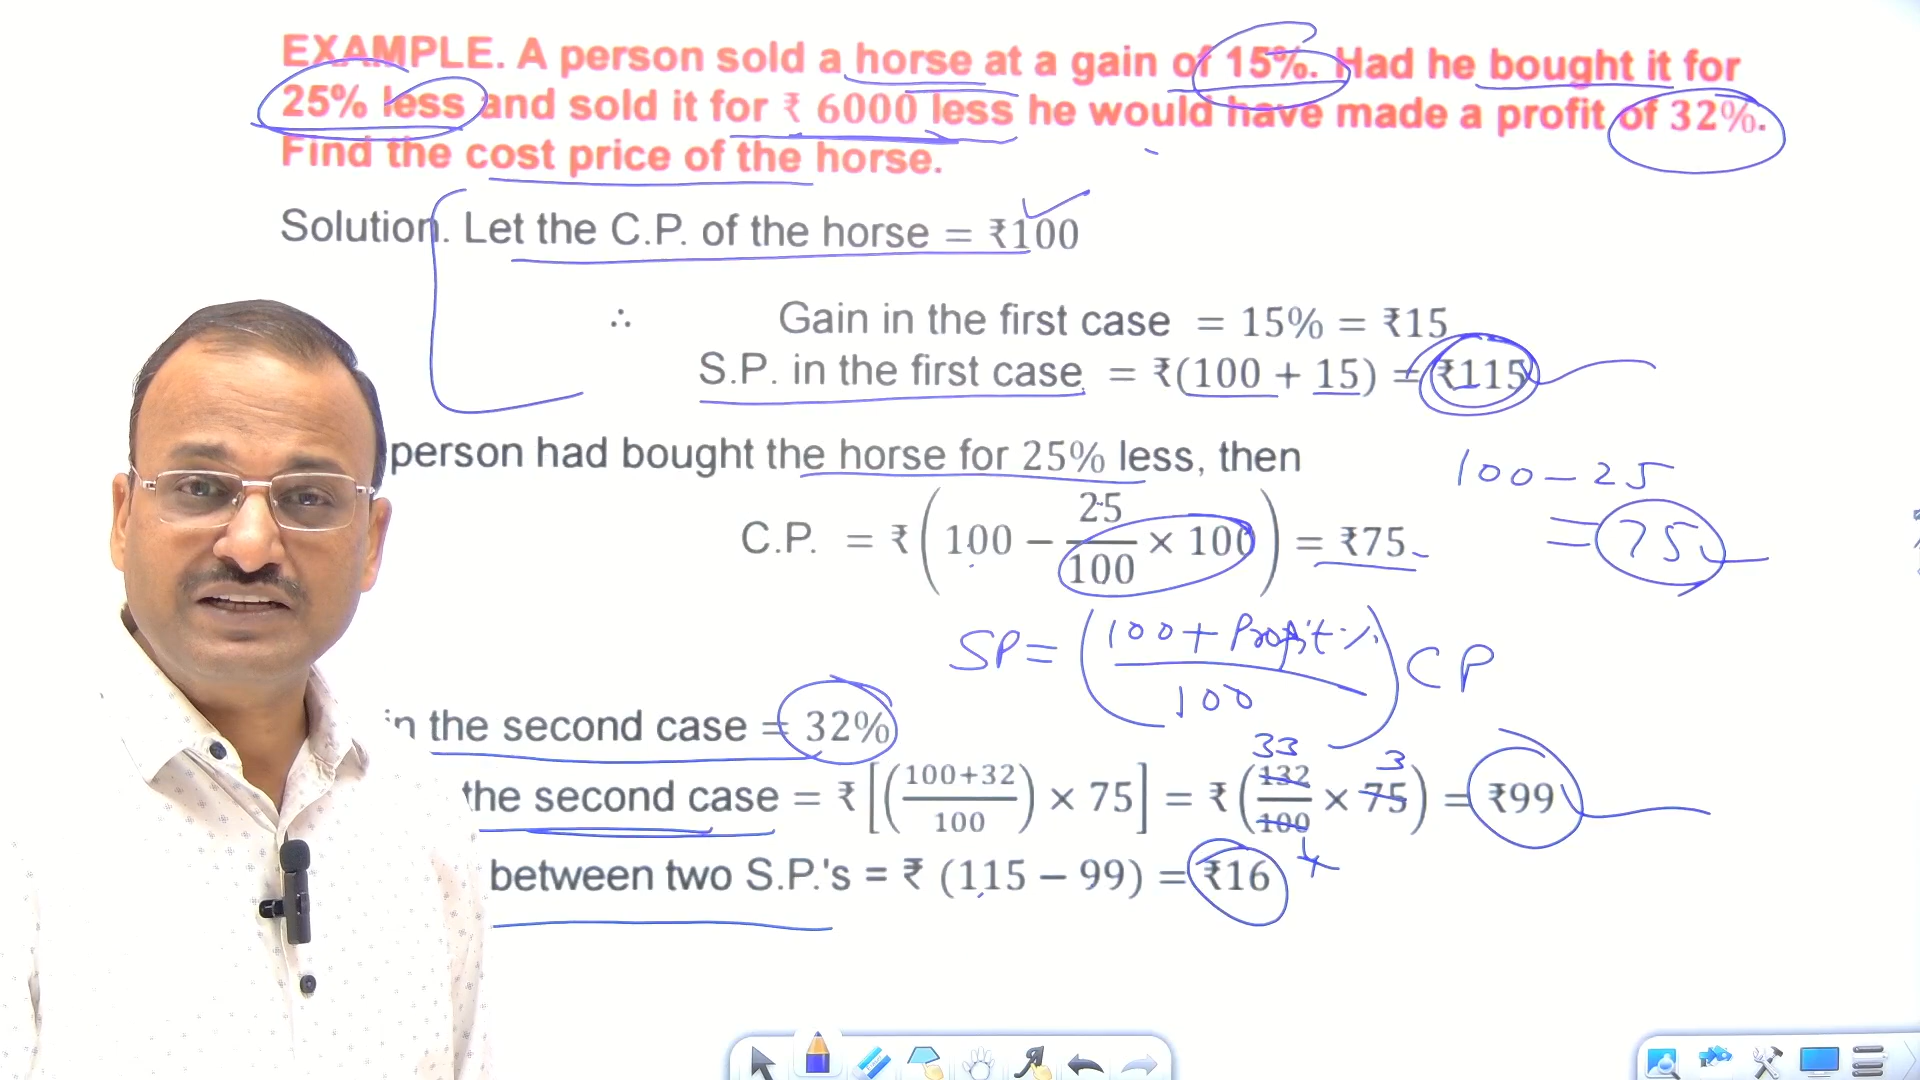 EXAMPLE. A person sold a horse at a gain of 15%. Had he bought it for
25% less and sold it for ₹ 6000 less he would have made a profit of 32%.
Find the cost price of the horse.
Solution. Let the C.P. of the horse = ₹100
∴ Gain in the first case = 15% = ₹15
S.P. in the first case = ₹(100 + 15) = ₹115
person had bought the horse for 25% less, then
100 - 25
C.P. = ₹ (100 − 25/100 × 100) = ₹75
= 75
SP = (100 + Profit % / 100) CP
in the second case = 32%
33 3
the second case = ₹ [((100+32)/100) × 75] = ₹ (132/100 × 75) = ₹99
4
between two S.P.'s = ₹ (115 − 99) = ₹16